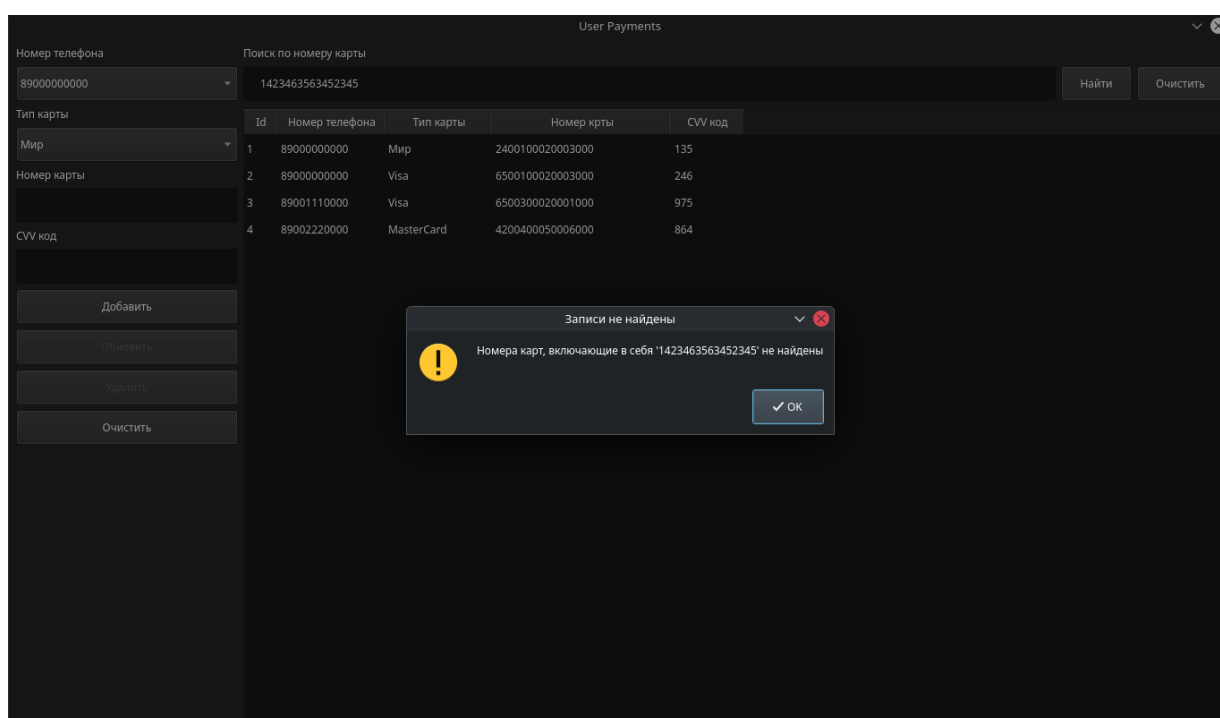 User Payments
Номер телефона
89000000000
Тип карты
Мир
Номер карты
CVV код
Добавить
Обновить
Удалить
Очистить
Поиск по номеру карты
1423463563452345 Найти Очистить
Id Номер телефона Тип карты Номер крты CVV код
1 89000000000 Мир 2400100020003000 135
2 89000000000 Visa 6500100020003000 246
3 89001110000 Visa 6500300020001000 975
4 89002220000 MasterCard 4200400050006000 864
Записи не найдены
Номера карт, включающие в себя '1423463563452345' не найдены
OK